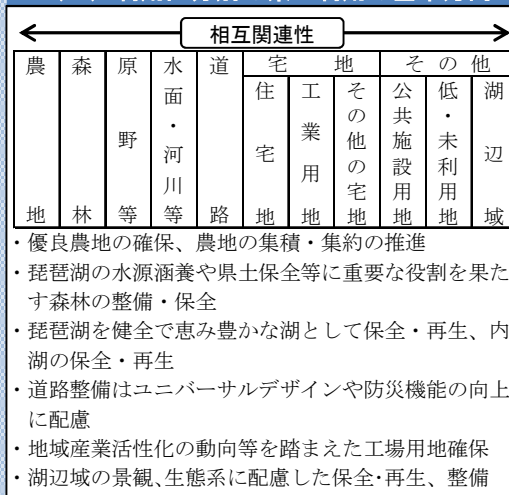 相互関連性
農地
森林
原野等
水面・河川等
道路
宅地
住宅地
工業用地
その他の宅地
その他
公共施設用地
低・未利用地
湖辺域
・優良農地の確保、農地の集積・集約の推進
・琵琶湖の水源涵養や県土保全等に重要な役割を果た
す森林の整備・保全
・琵琶湖を健全で恵み豊かな湖として保全・再生、内
湖の保全・再生
・道路整備はユニバーサルデザインや防災機能の向上
に配慮
・地域産業活性化の動向等を踏まえた工場用地確保
・湖辺域の景観、生態系に配慮した保全・再生、整備